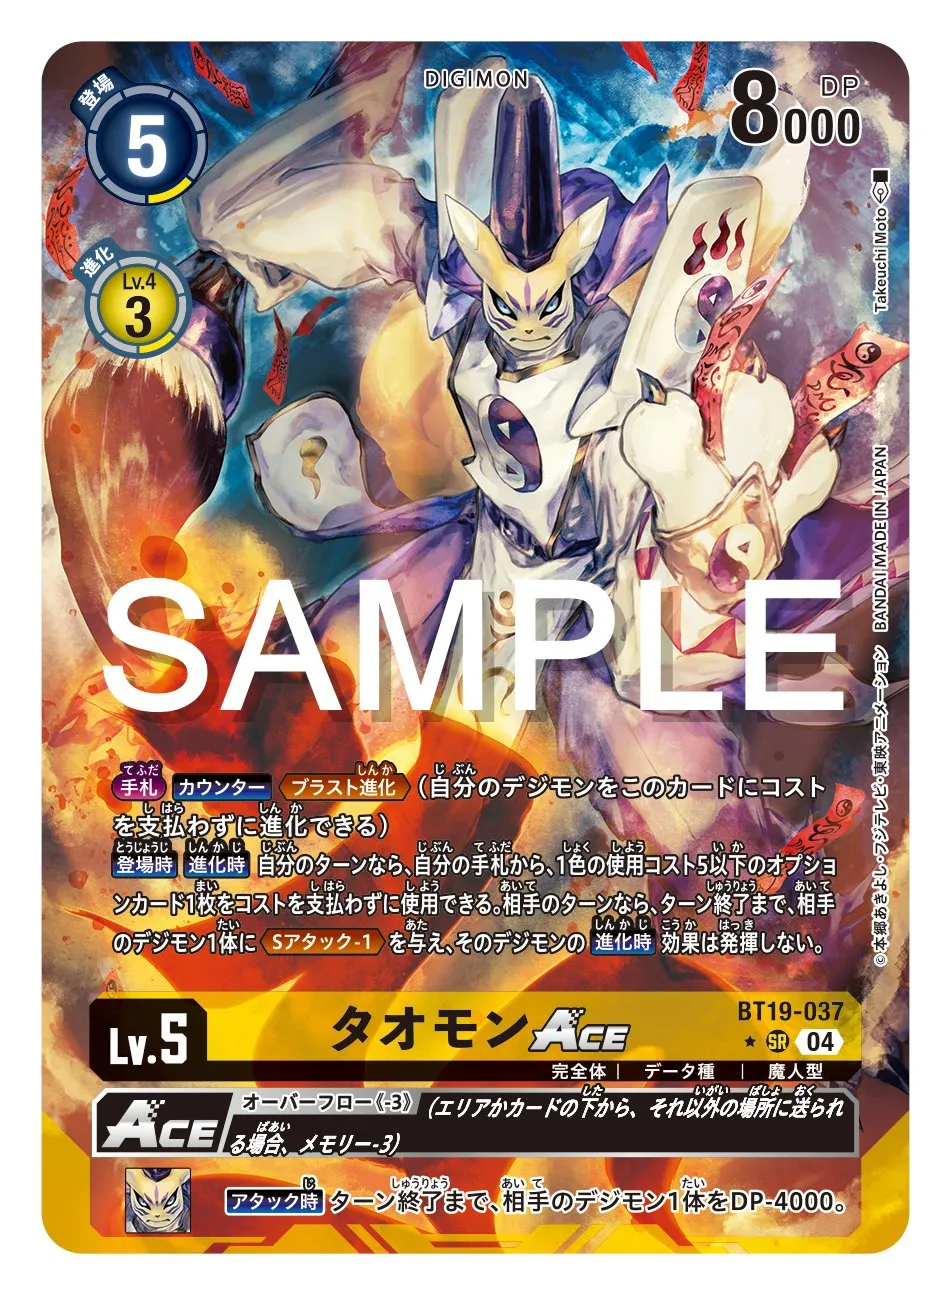 DIGIMON
登場
5
8000
DP
進化
Lv.4
3
Takeuchi Moto
BANDAI MADE IN JAPAN
©本郷あきよし・フジテレビ・東映アニメーション
SAMPLE
手札 カウンター ブラスト進化 (自分のデジモンをこのカードにコスト
を支払わずに進化できる)
登場時 進化時 自分のターンなら、自分の手札から、1色の使用コスト5以下のオプショ
ンカード1枚をコストを支払わずに使用できる。相手のターンなら、ターン終了まで、相手
のデジモン1体に Sアタック-1 を与え、そのデジモンの 進化時 効果は発揮しない。
Lv.5
タオモンACE
BT19-037
★ SR 04
完全体 | データ種 | 魔人型
ACE
オーバーフロー《-3》 (エリアかカードの下から、それ以外の場所に送られ
る場合、メモリー-3)
アタック時 ターン終了まで、相手のデジモン1体をDP-4000。